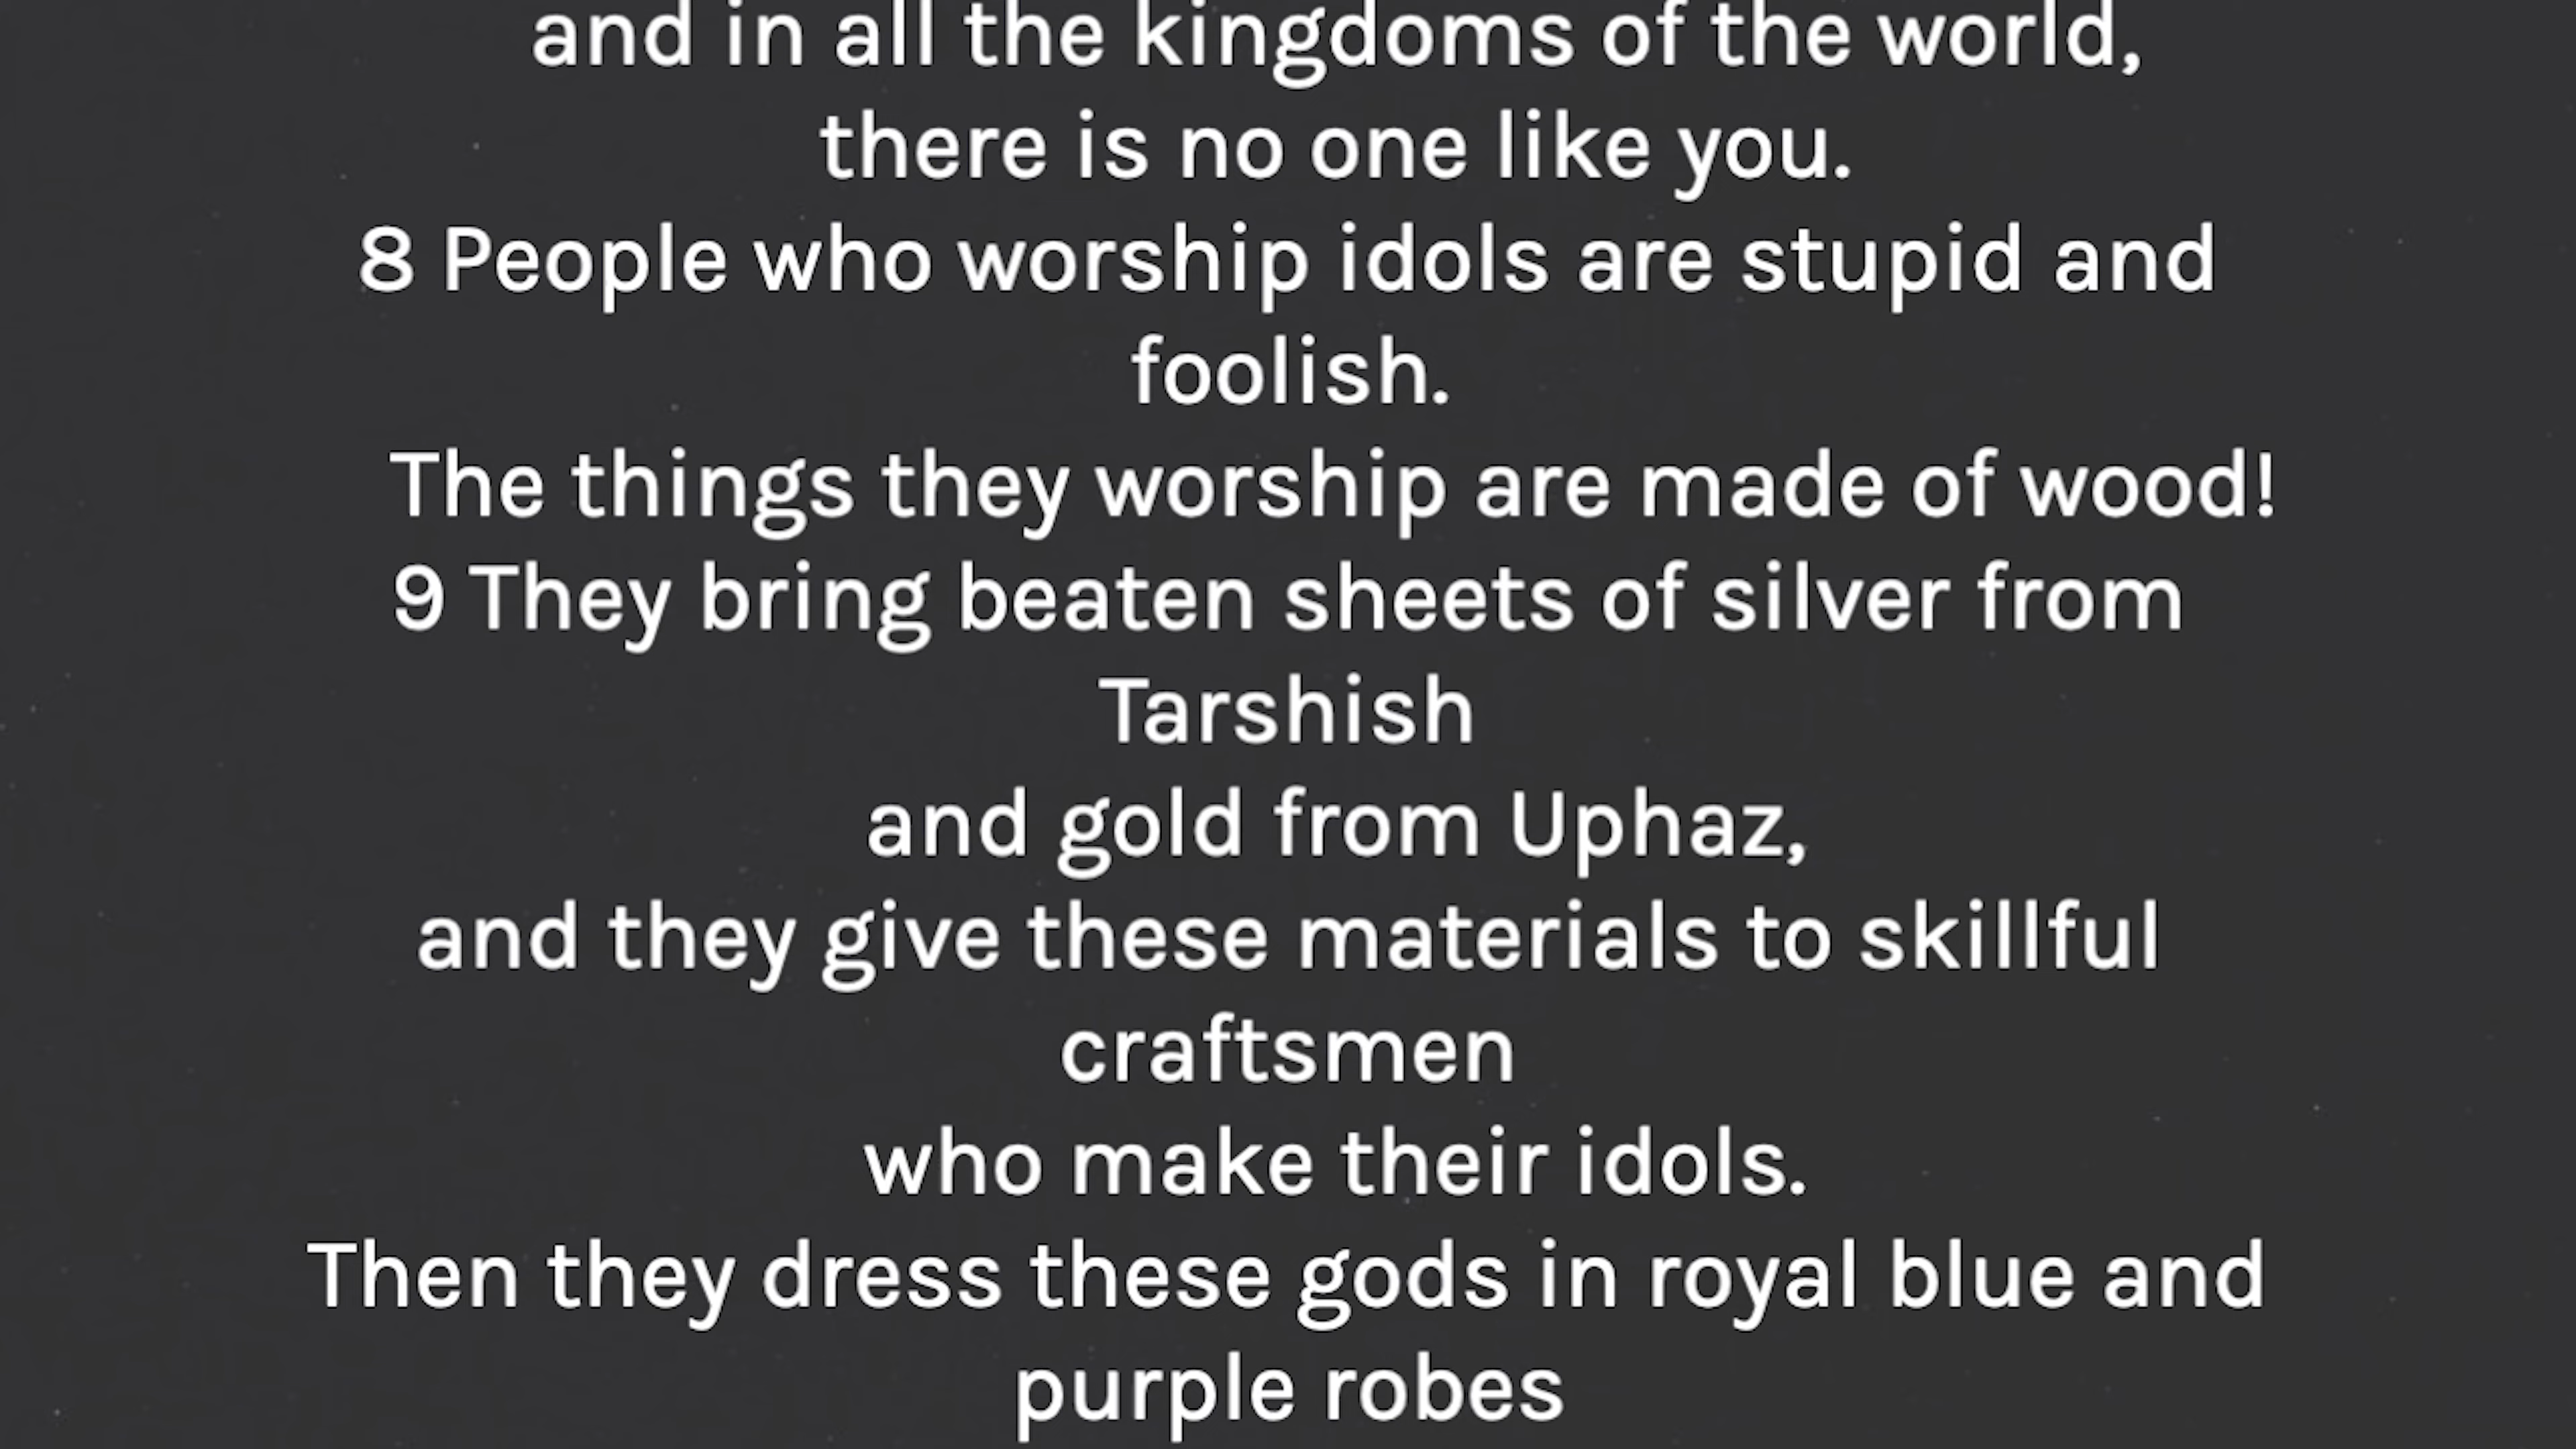 and in all the kingdoms of the world,
there is no one like you.
8 People who worship idols are stupid and
foolish.
The things they worship are made of wood!
9 They bring beaten sheets of silver from
Tarshish
and gold from Uphaz,
and they give these materials to skillful
craftsmen
who make their idols.
Then they dress these gods in royal blue and
purple robes